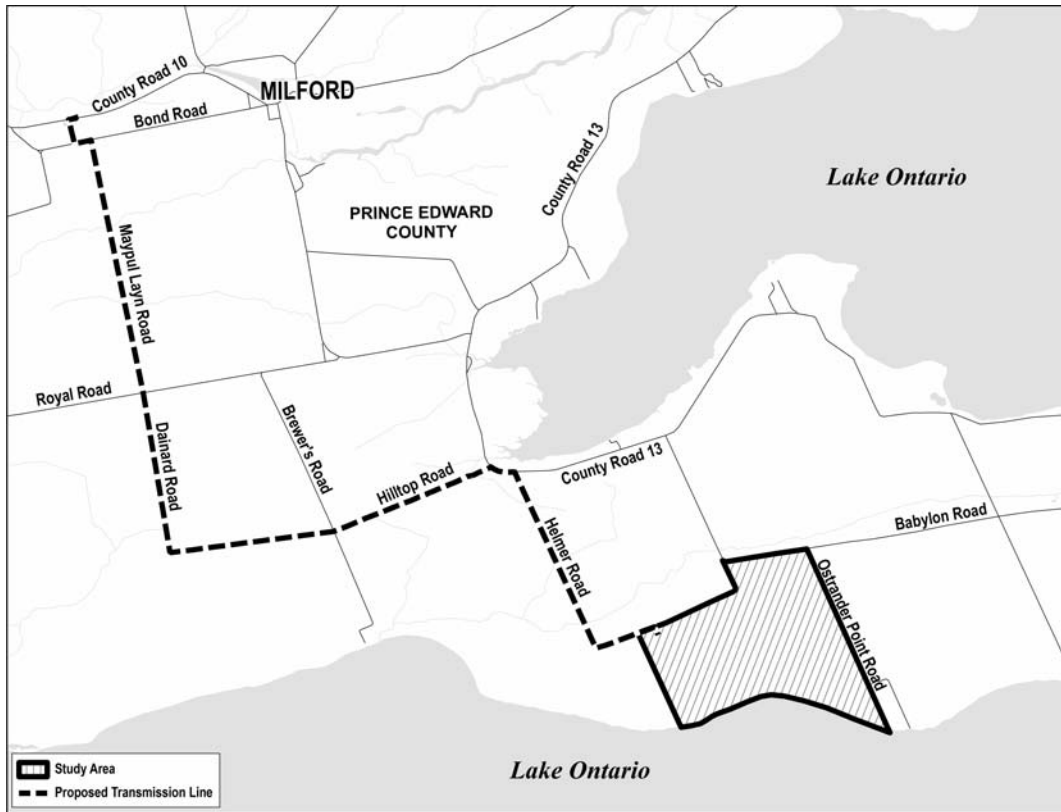 County Road 10
MILFORD
Bond Road
County Road 13
Lake Ontario
PRINCE EDWARD
COUNTY
Maypul Layn Road
Royal Road
Brewer's Road
Dainard Road
Hilltop Road
County Road 13
Helmer Road
Babylon Road
Ostrander Point Road
Lake Ontario
Study Area
Proposed Transmission Line